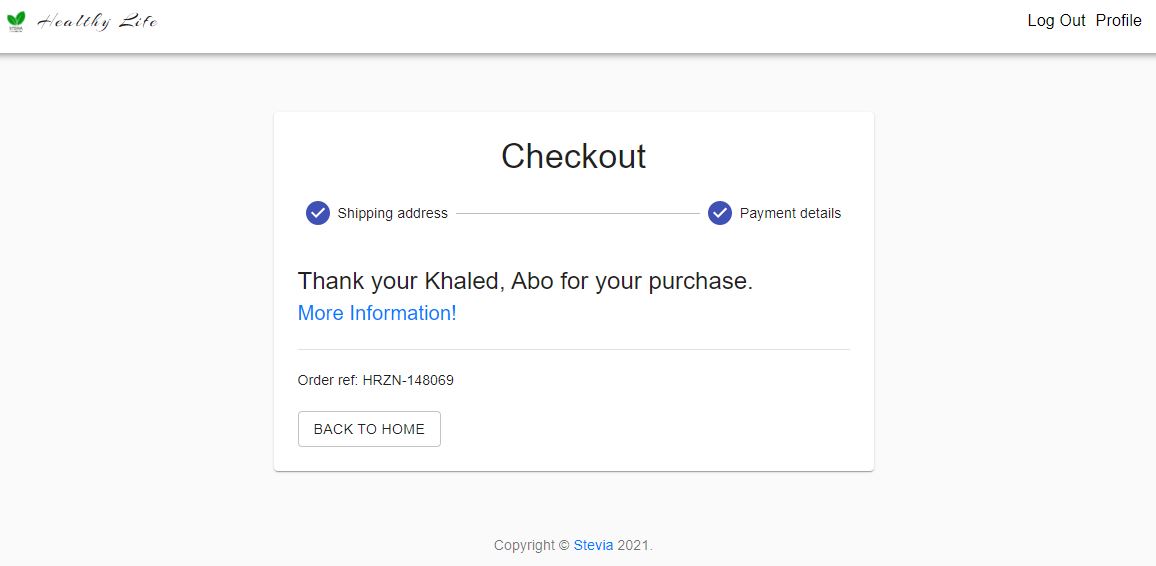 Healthy Life
Log Out Profile
Checkout
Shipping address
Payment details
Thank your Khaled, Abo for your purchase.
More Information!
Order ref: HRZN-148069
BACK TO HOME
Copyright © Stevia 2021.